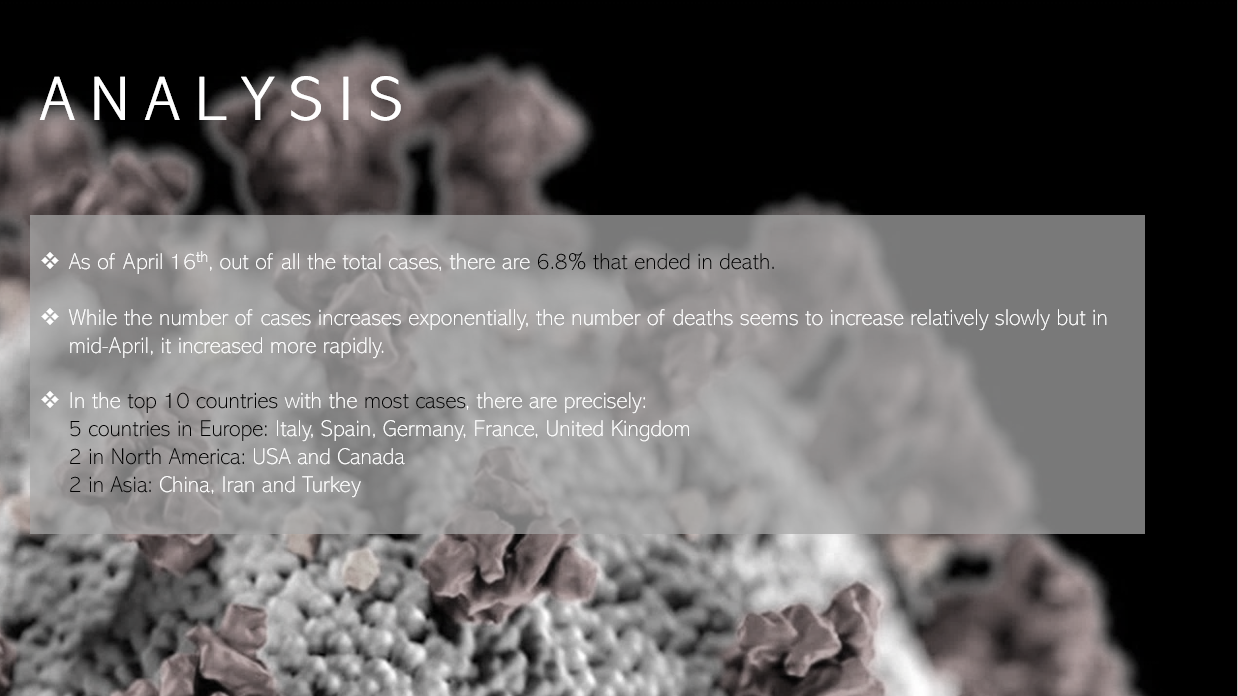 ANALYSIS
❖ As of April 16th, out of all the total cases, there are 6.8% that ended in death.
❖ While the number of cases increases exponentially, the number of deaths seems to increase relatively slowly but in
mid-April, it increased more rapidly.
❖ In the top 10 countries with the most cases, there are precisely:
5 countries in Europe: Italy, Spain, Germany, France, United Kingdom
2 in North America: USA and Canada
2 in Asia: China, Iran and Turkey